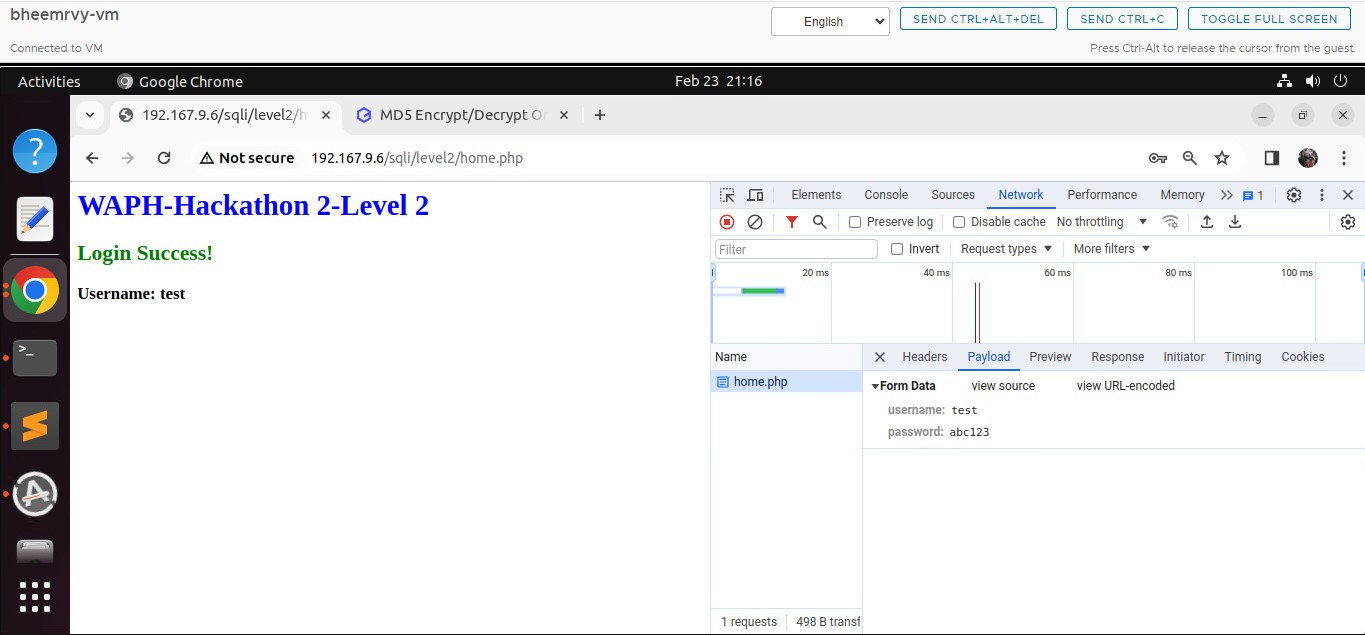 bheemrvy-vm
English
SEND CTRL+ALT+DEL
SEND CTRL+C
TOGGLE FULL SCREEN
Connected to VM
Press Ctrl-Alt to release the cursor from the guest.
Activities
Google Chrome
Feb 23 21:16
192.167.9.6/sqli/level2/h
MD5 Encrypt/Decrypt O
Not secure
192.167.9.6/sqli/level2/home.php
WAPH-Hackathon 2-Level 2
Login Success!
Username: test
Elements Console Sources Network Performance Memory 1
Preserve log Disable cache No throttling
Filter Invert Request types More filters
20 ms 40 ms 60 ms 80 ms 100 ms
Name
Headers Payload Preview Response Initiator Timing Cookies
home.php
Form Data view source view URL-encoded
username: test
password: abc123
1 requests 498 B transf